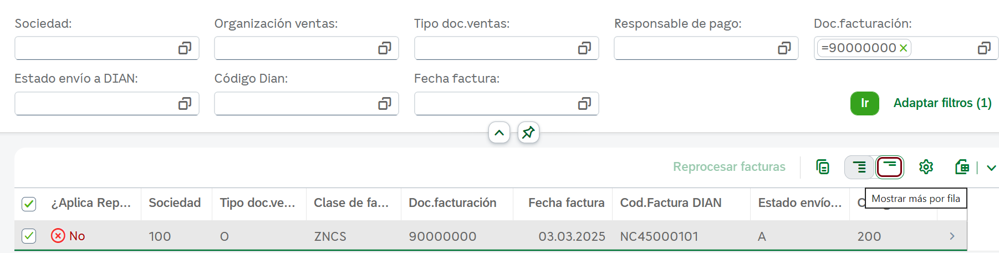 Sociedad: Organización ventas: Tipo doc.ventas: Responsable de pago: Doc.facturación:
=90000000
Estado envío a DIAN: Código Dian: Fecha factura:
Ir Adaptar filtros (1)
Reprocesar facturas
Mostrar más por fila
¿Aplica Rep... Sociedad Tipo doc.ve... Clase de fa... Doc.facturación Fecha factura Cod.Factura DIAN Estado envío...
No 100 O ZNCS 90000000 03.03.2025 NC45000101 A 200